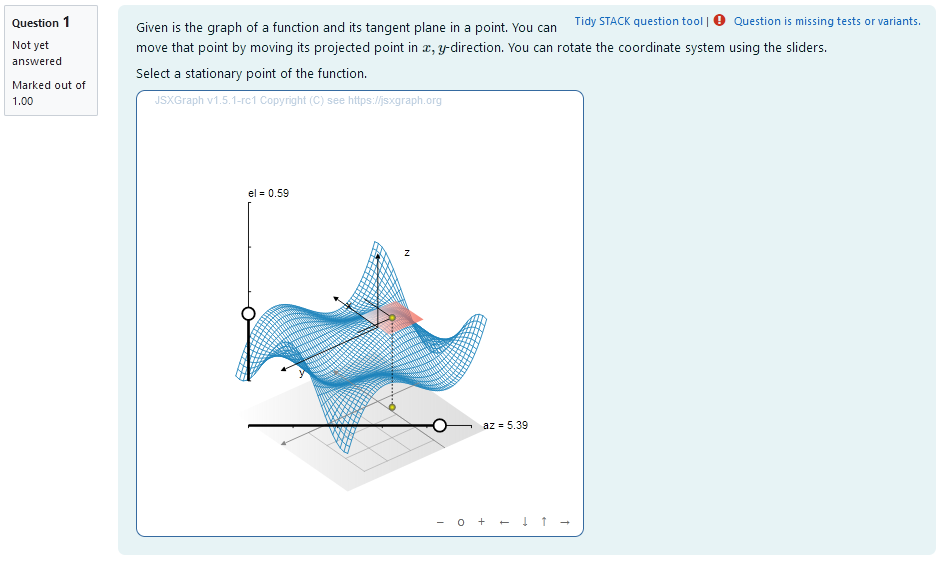 Question 1
Not yet
answered
Marked out of
1.00
Tidy STACK question tool | Question is missing tests or variants.
Given is the graph of a function and its tangent plane in a point. You can
move that point by moving its projected point in x, y-direction. You can rotate the coordinate system using the sliders.
Select a stationary point of the function.
JSXGraph v1.5.1-rc1 Copyright (C) see https://jsxgraph.org
el = 0.59
z
x
y
az = 5.39
− o + ← ↓ ↑ →